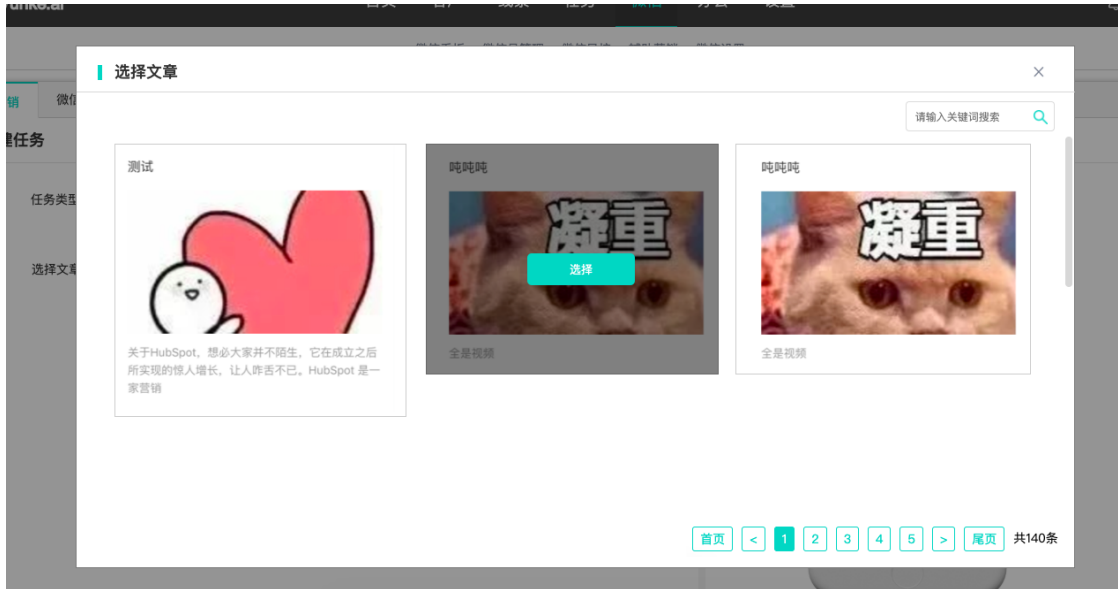 选择文章
销
微信
建任务
请输入关键词搜索
测试
吨吨吨
吨吨吨
任务类型
凝重
凝重
选择文章
选择
关于HubSpot，想必大家并不陌生，它在成立之后
所实现的惊人增长，让人咋舌不已。HubSpot 是一
家营销
全是视频
全是视频
首页 < 1 2 3 4 5 > 尾页 共140条